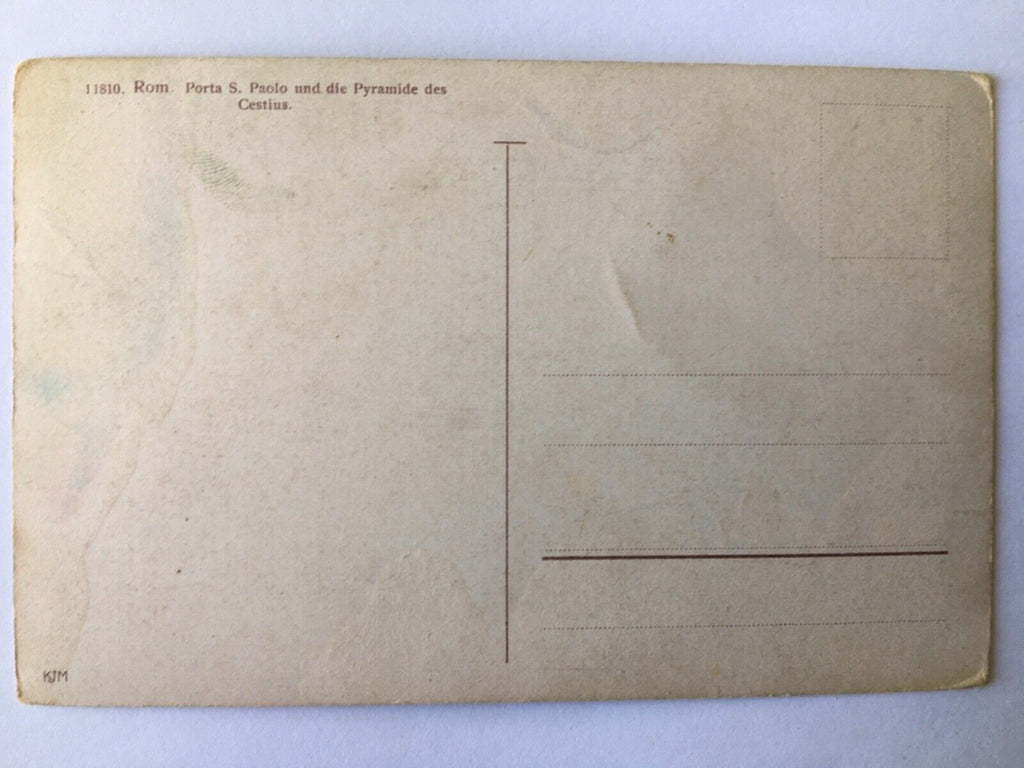 11810. Rom. Porta S. Paolo und die Pyramide des
Cestius.
KJM